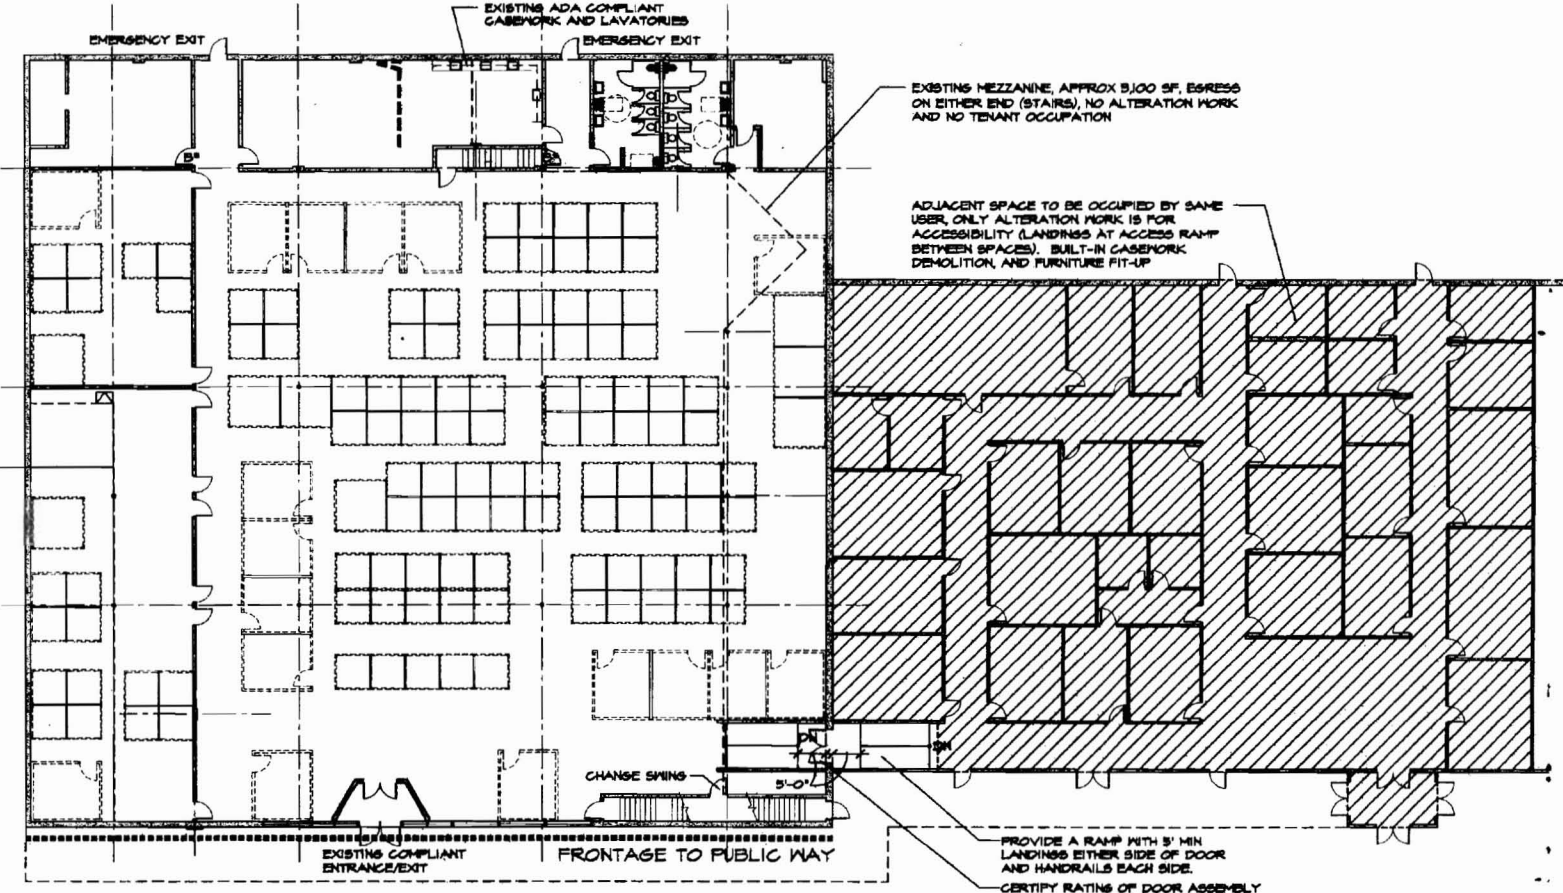 EXISTING ADA COMPLIANT
CASEWORK AND LAVATORIES
EMERGENCY EXIT
EMERGENCY EXIT
EXISTING MEZZANINE, APPROX 5,100 SF, EGRESS
ON EITHER END (STAIRS), NO ALTERATION WORK
AND NO TENANT OCCUPATION
ADJACENT SPACE TO BE OCCUPIED BY SAME
USER, ONLY ALTERATION WORK IS FOR
ACCESSIBILITY (LANDINGS AT ACCESS RAMP
BETWEEN SPACES). BUILT-IN CASEWORK
DEMOLITION, AND FURNITURE FIT-UP
DN
DN
CHANGE SWING
5'-0"
EXISTING COMPLIANT
ENTRANCE/EXIT
FRONTAGE TO PUBLIC WAY
PROVIDE A RAMP WITH 5' MIN
LANDINGS EITHER SIDE OF DOOR
AND HANDRAILS EACH SIDE.
CERTIFY RATING OF DOOR ASSEMBLY